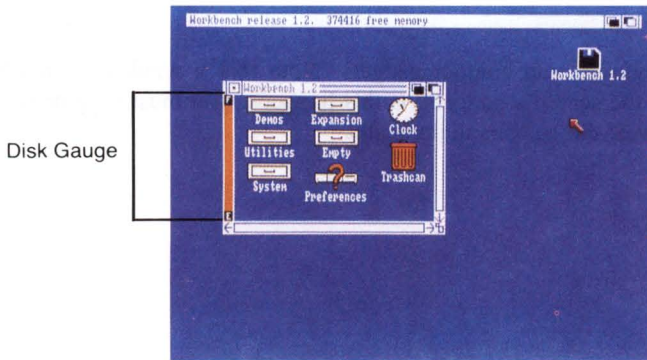 Workbench release 1.2. 374416 free memory
Workbench 1.2
Workbench 1.2
F
Demos
Expansion
Clock
Disk Gauge
Utilities
Empty
Trashcan
System
Preferences
E